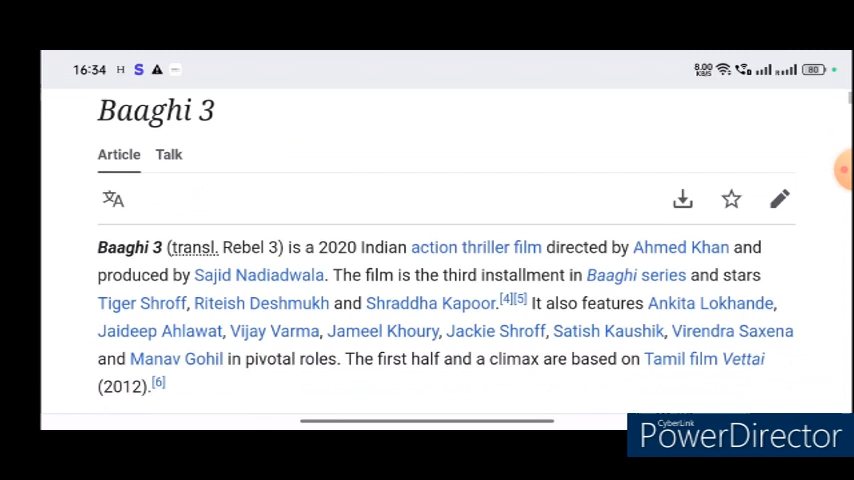 16:34 H S
8.00 KB/S 80
Baaghi 3
Article Talk
Baaghi 3 (transl. Rebel 3) is a 2020 Indian action thriller film directed by Ahmed Khan and
produced by Sajid Nadiadwala. The film is the third installment in Baaghi series and stars
Tiger Shroff, Riteish Deshmukh and Shraddha Kapoor.[4][5] It also features Ankita Lokhande,
Jaideep Ahlawat, Vijay Varma, Jameel Khoury, Jackie Shroff, Satish Kaushik, Virendra Saxena
and Manav Gohil in pivotal roles. The first half and a climax are based on Tamil film Vettai
(2012).[6]
CyberLink
PowerDirector